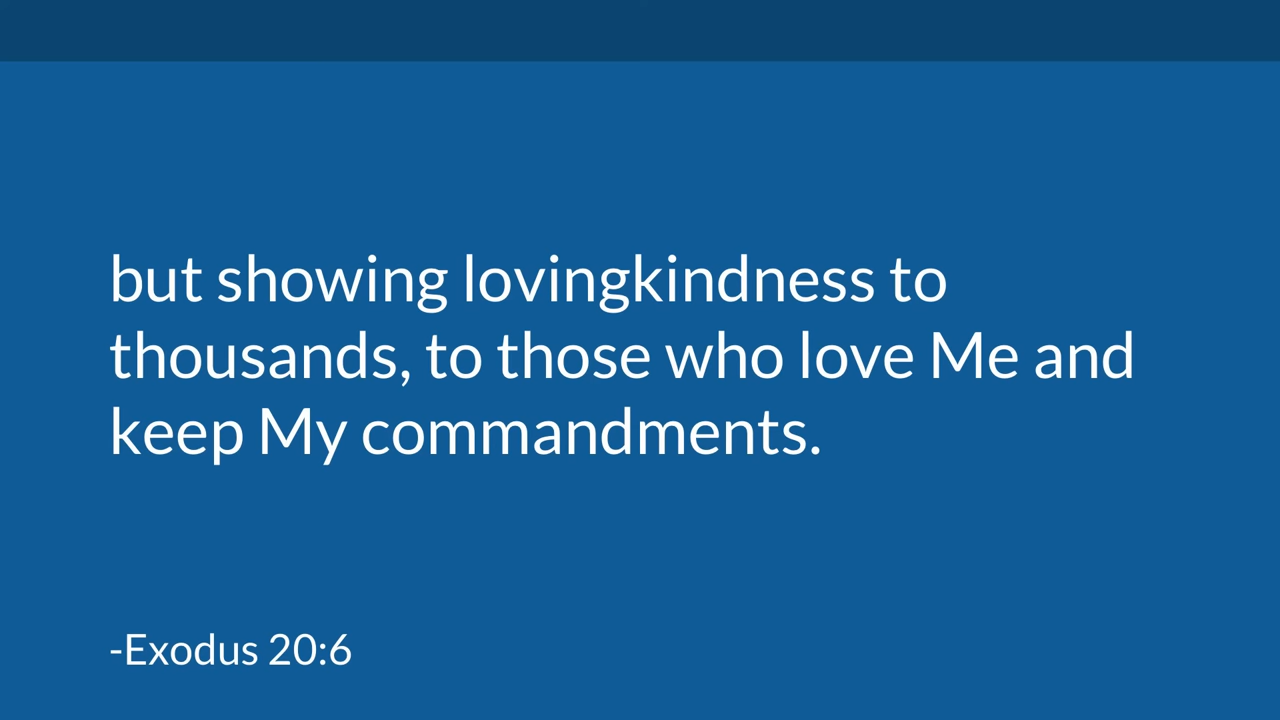 but showing lovingkindness to
thousands, to those who love Me and
keep My commandments.
-Exodus 20:6